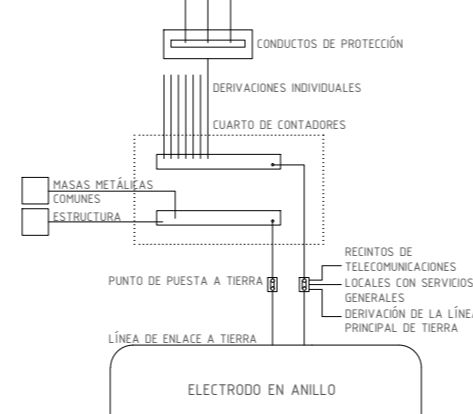 CONDUCTOS DE PROTECCIÓN
DERIVACIONES INDIVIDUALES
CUARTO DE CONTADORES
MASAS METÁLICAS
COMUNES
ESTRUCTURA
RECINTOS DE
TELECOMUNICACIONES
PUNTO DE PUESTA A TIERRA
LOCALES CON SERVICIOS
GENERALES
DERIVACIÓN DE LA LÍNEA
PRINCIPAL DE TIERRA
LÍNEA DE ENLACE A TIERRA
ELECTRODO EN ANILLO